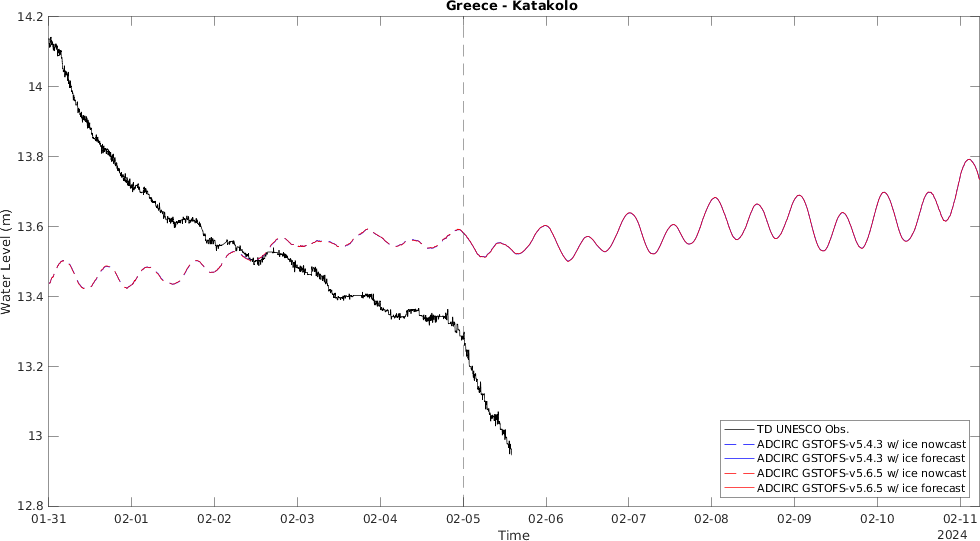 Greece - Katakolo
14.2
14
13.8
13.6
13.4
13.2
13
12.8
Water Level (m)
01-31 02-01 02-02 02-03 02-04 02-05 02-06 02-07 02-08 02-09 02-10 02-11
Time
2024
TD UNESCO Obs.
ADCIRC GSTOFS-v5.4.3 w/ ice nowcast
ADCIRC GSTOFS-v5.4.3 w/ ice forecast
ADCIRC GSTOFS-v5.6.5 w/ ice nowcast
ADCIRC GSTOFS-v5.6.5 w/ ice forecast